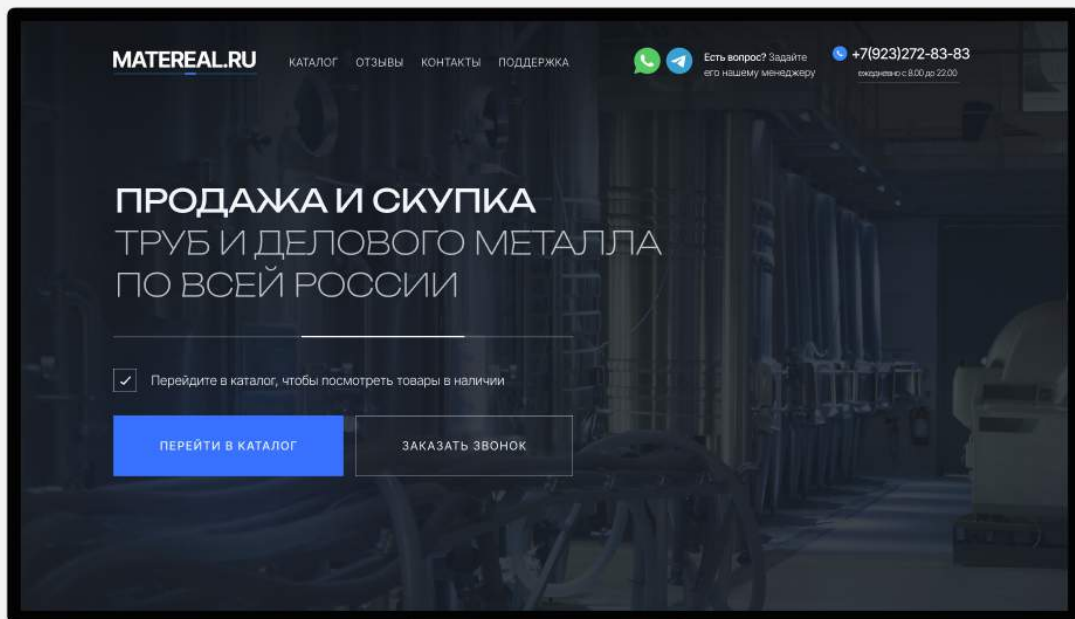 MATEREAL.RU
КАТАЛОГ ОТЗЫВЫ КОНТАКТЫ ПОДДЕРЖКА
Есть вопрос? Задайте
его нашему менеджеру
+7(923)272-83-83
ежедневно с 8.00 до 22.00
ПРОДАЖА И СКУПКА
ТРУБ И ДЕЛОВОГО МЕТАЛЛА
ПО ВСЕЙ РОССИИ
Перейдите в каталог, чтобы посмотреть товары в наличии
ПЕРЕЙТИ В КАТАЛОГ
ЗАКАЗАТЬ ЗВОНОК